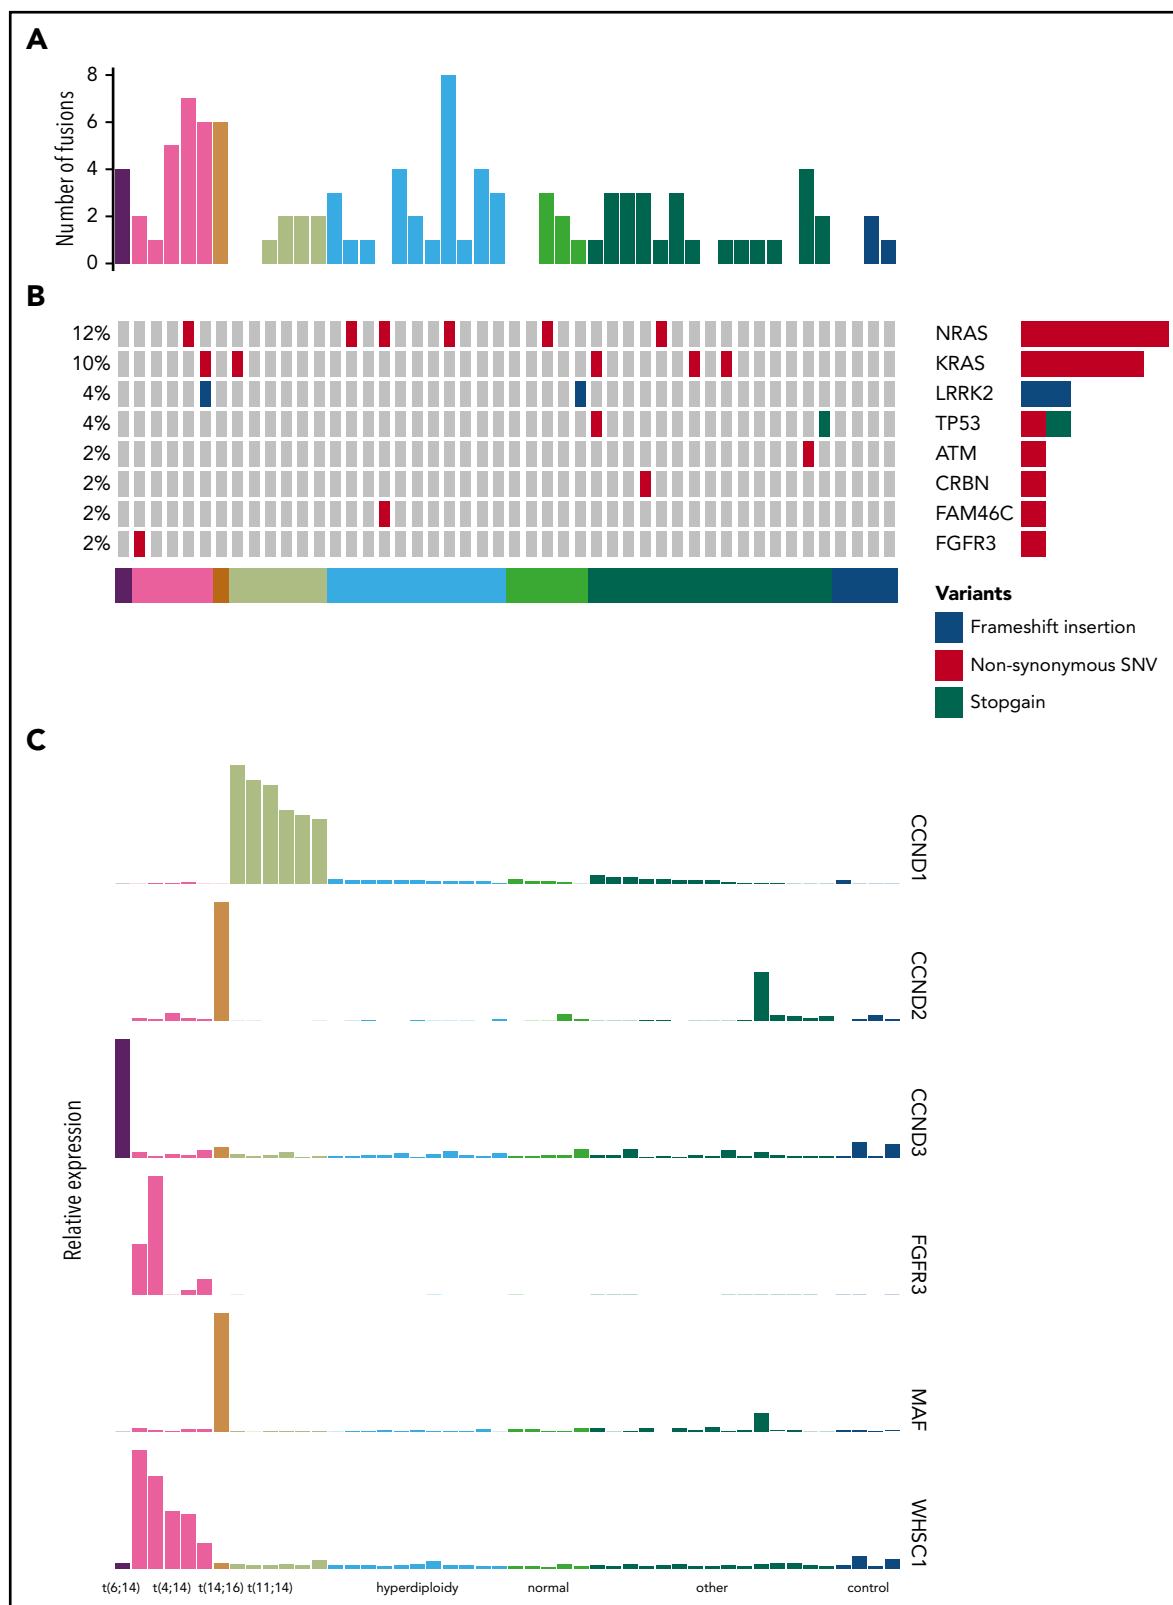 A
Number of fusions
8
6
4
2
0
B
12% NRAS
10% KRAS
4% LRRK2
4% TP53
2% ATM
2% CRBN
2% FAM46C
2% FGFR3
Variants
Frameshift insertion
Non-synonymous SNV
Stopgain
C
Relative expression
CCND1
CCND2
CCND3
FGFR3
MAF
WHSC1
t(6;14) t(4;14) t(14;16) t(11;14) hyperdiploidy normal other control